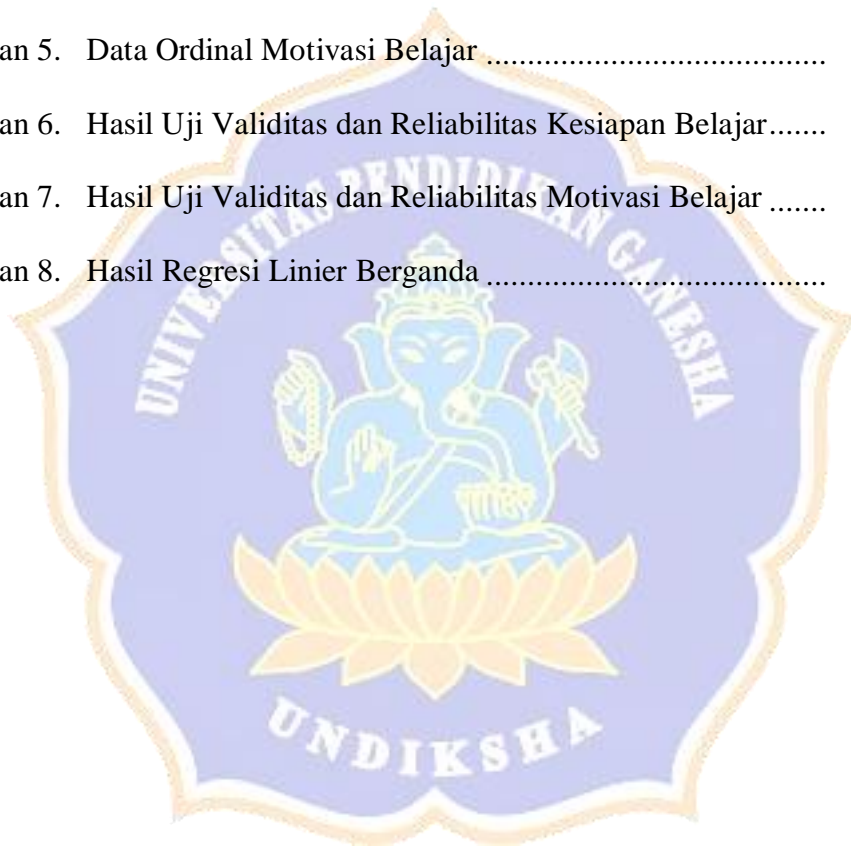 an 5. Data Ordinal Motivasi Belajar .........................................
an 6. Hasil Uji Validitas dan Reliabilitas Kesiapan Belajar.......
an 7. Hasil Uji Validitas dan Reliabilitas Motivasi Belajar .......
an 8. Hasil Regresi Linier Berganda .........................................
UNIVERSITAS PENDIDIKAN GANESHA
UNDIKSHA